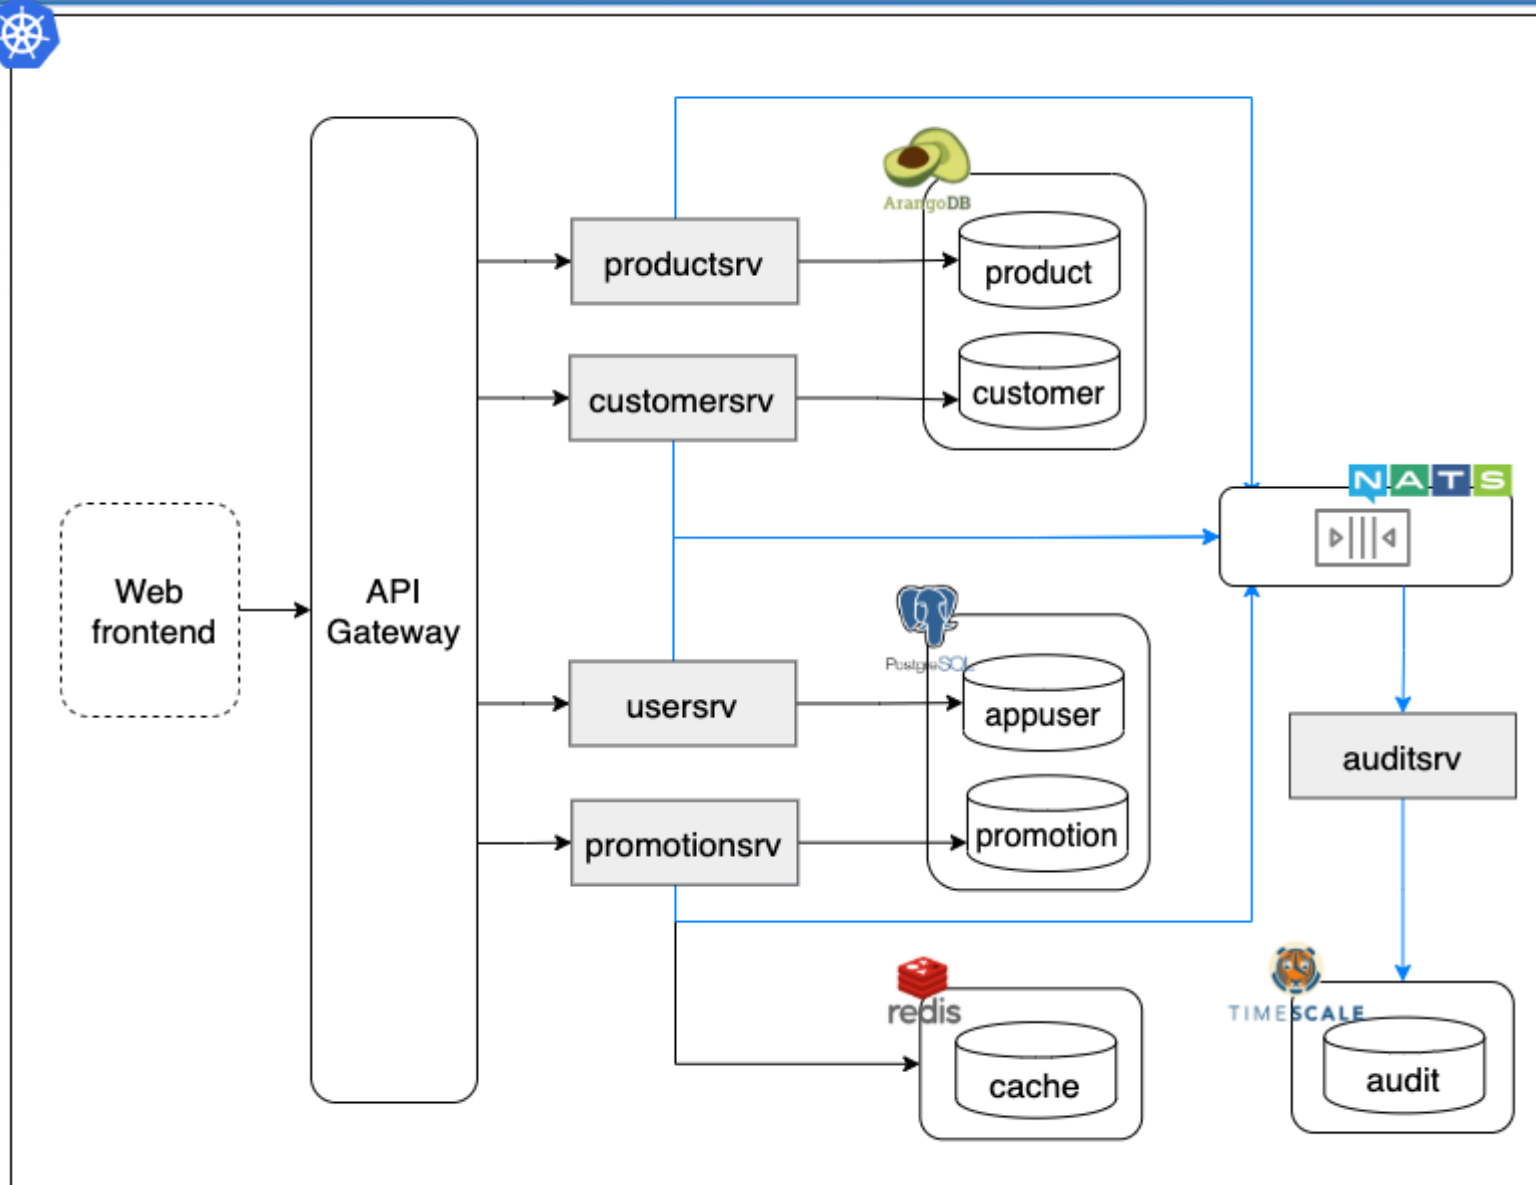 ArangoDB
productsrv
product
customersrv
customer
NATS
Web
frontend
API
Gateway
PostgreSQL
usersrv
appuser
auditsrv
promotionsrv
promotion
redis
cache
TIMESCALE
audit